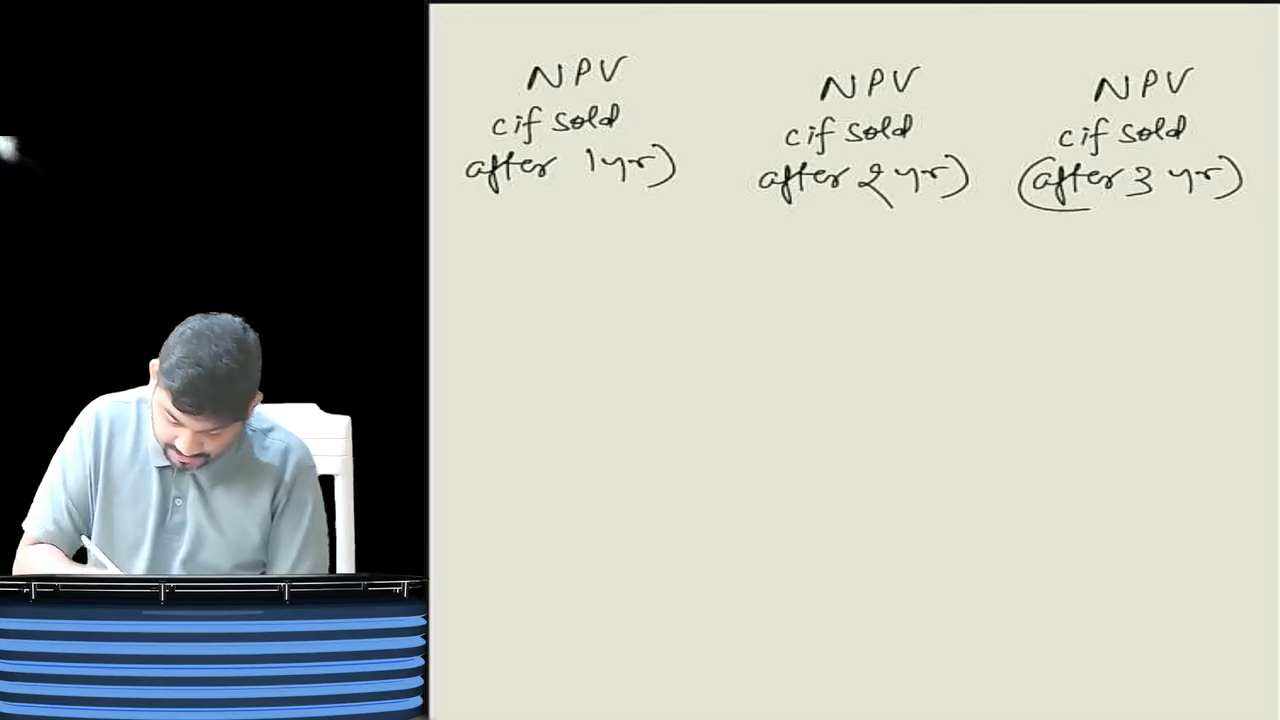 NPV
(if sold
after 1 yr)
NPV
(if sold
after 2 yr)
NPV
(if sold
(after 3 yr)